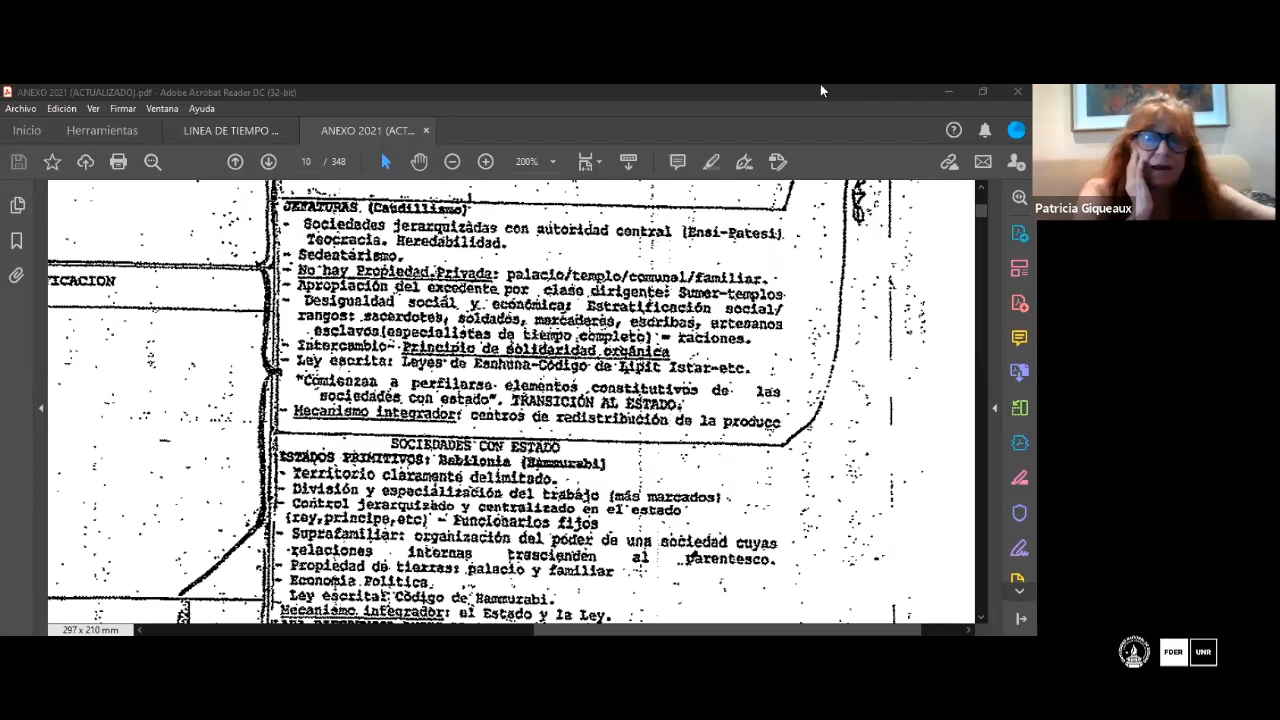 ANEXO 2021 (ACTUALIZADO).pdf - Adobe Acrobat Reader DC (32-bit)
Archivo Edición Ver Firmar Ventana Ayuda
Inicio Herramientas LINEA DE TIEMPO ... ANEXO 2021 (ACT... ×
10 / 348 200%
Patricia Giqueaux
JEFATURAS (Caudillismo)
- Sociedades jerarquizadas con autoridad central (Ensi-Patesi)
Teocracia. Heredabilidad.
- Sedentarismo.
- No hay Propiedad Privada: palacio/templo/comunal/familiar.
- Apropiación del excedente por clase dirigente: Sumer-templos
- Desigualdad social y económica: Estratificación social/
rangos: sacerdotes, soldados, mercaderes, escribas, artesanos
esclavos(especialistas de tiempo completo) = raciones.
- Intercambio- Principio de solidaridad orgánica
- Ley escrita: Leyes de Esnhuna-Código de Lipit Istar-etc.
"Comienzan a perfilarse elementos constitutivos de las
sociedades con estado". TRANSICIÓN AL ESTADO.
- Mecanismo integrador: centros de redistribución de la producc
ICACION
SOCIEDADES CON ESTADO
ESTADOS PRIMITIVOS: Babilonia (Hammurabi)
- Territorio claramente delimitado.
- División y especialización del trabajo (más marcados)
- Control jerarquizado y centralizado en el estado
(rey,príncipe,etc) - Funcionarios fijos
- Suprafamiliar: organización del poder de una sociedad cuyas
relaciones internas trascienden al parentesco.
- Propiedad de tierras: palacio y familiar
- Economía Política
Ley escrita: Código de Hammurabi.
Mecanismo integrador: el Estado y la Ley.
297 x 210 mm
FDER UNR